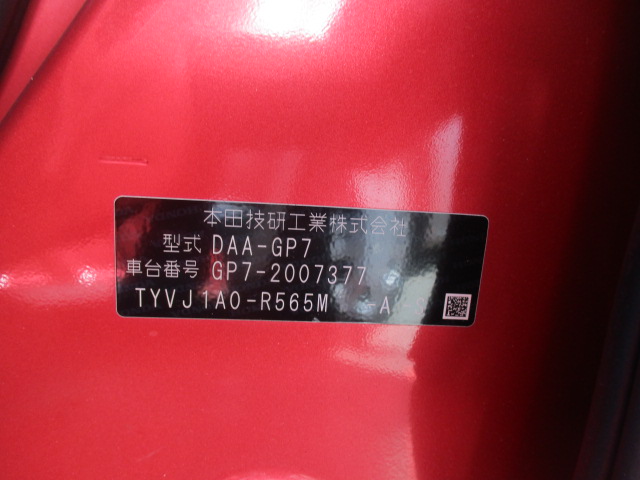 本田技研工業株式会社
型式 DAA-GP7
車台番号 GP7-2007377
TYVJ1A0-R565M -A